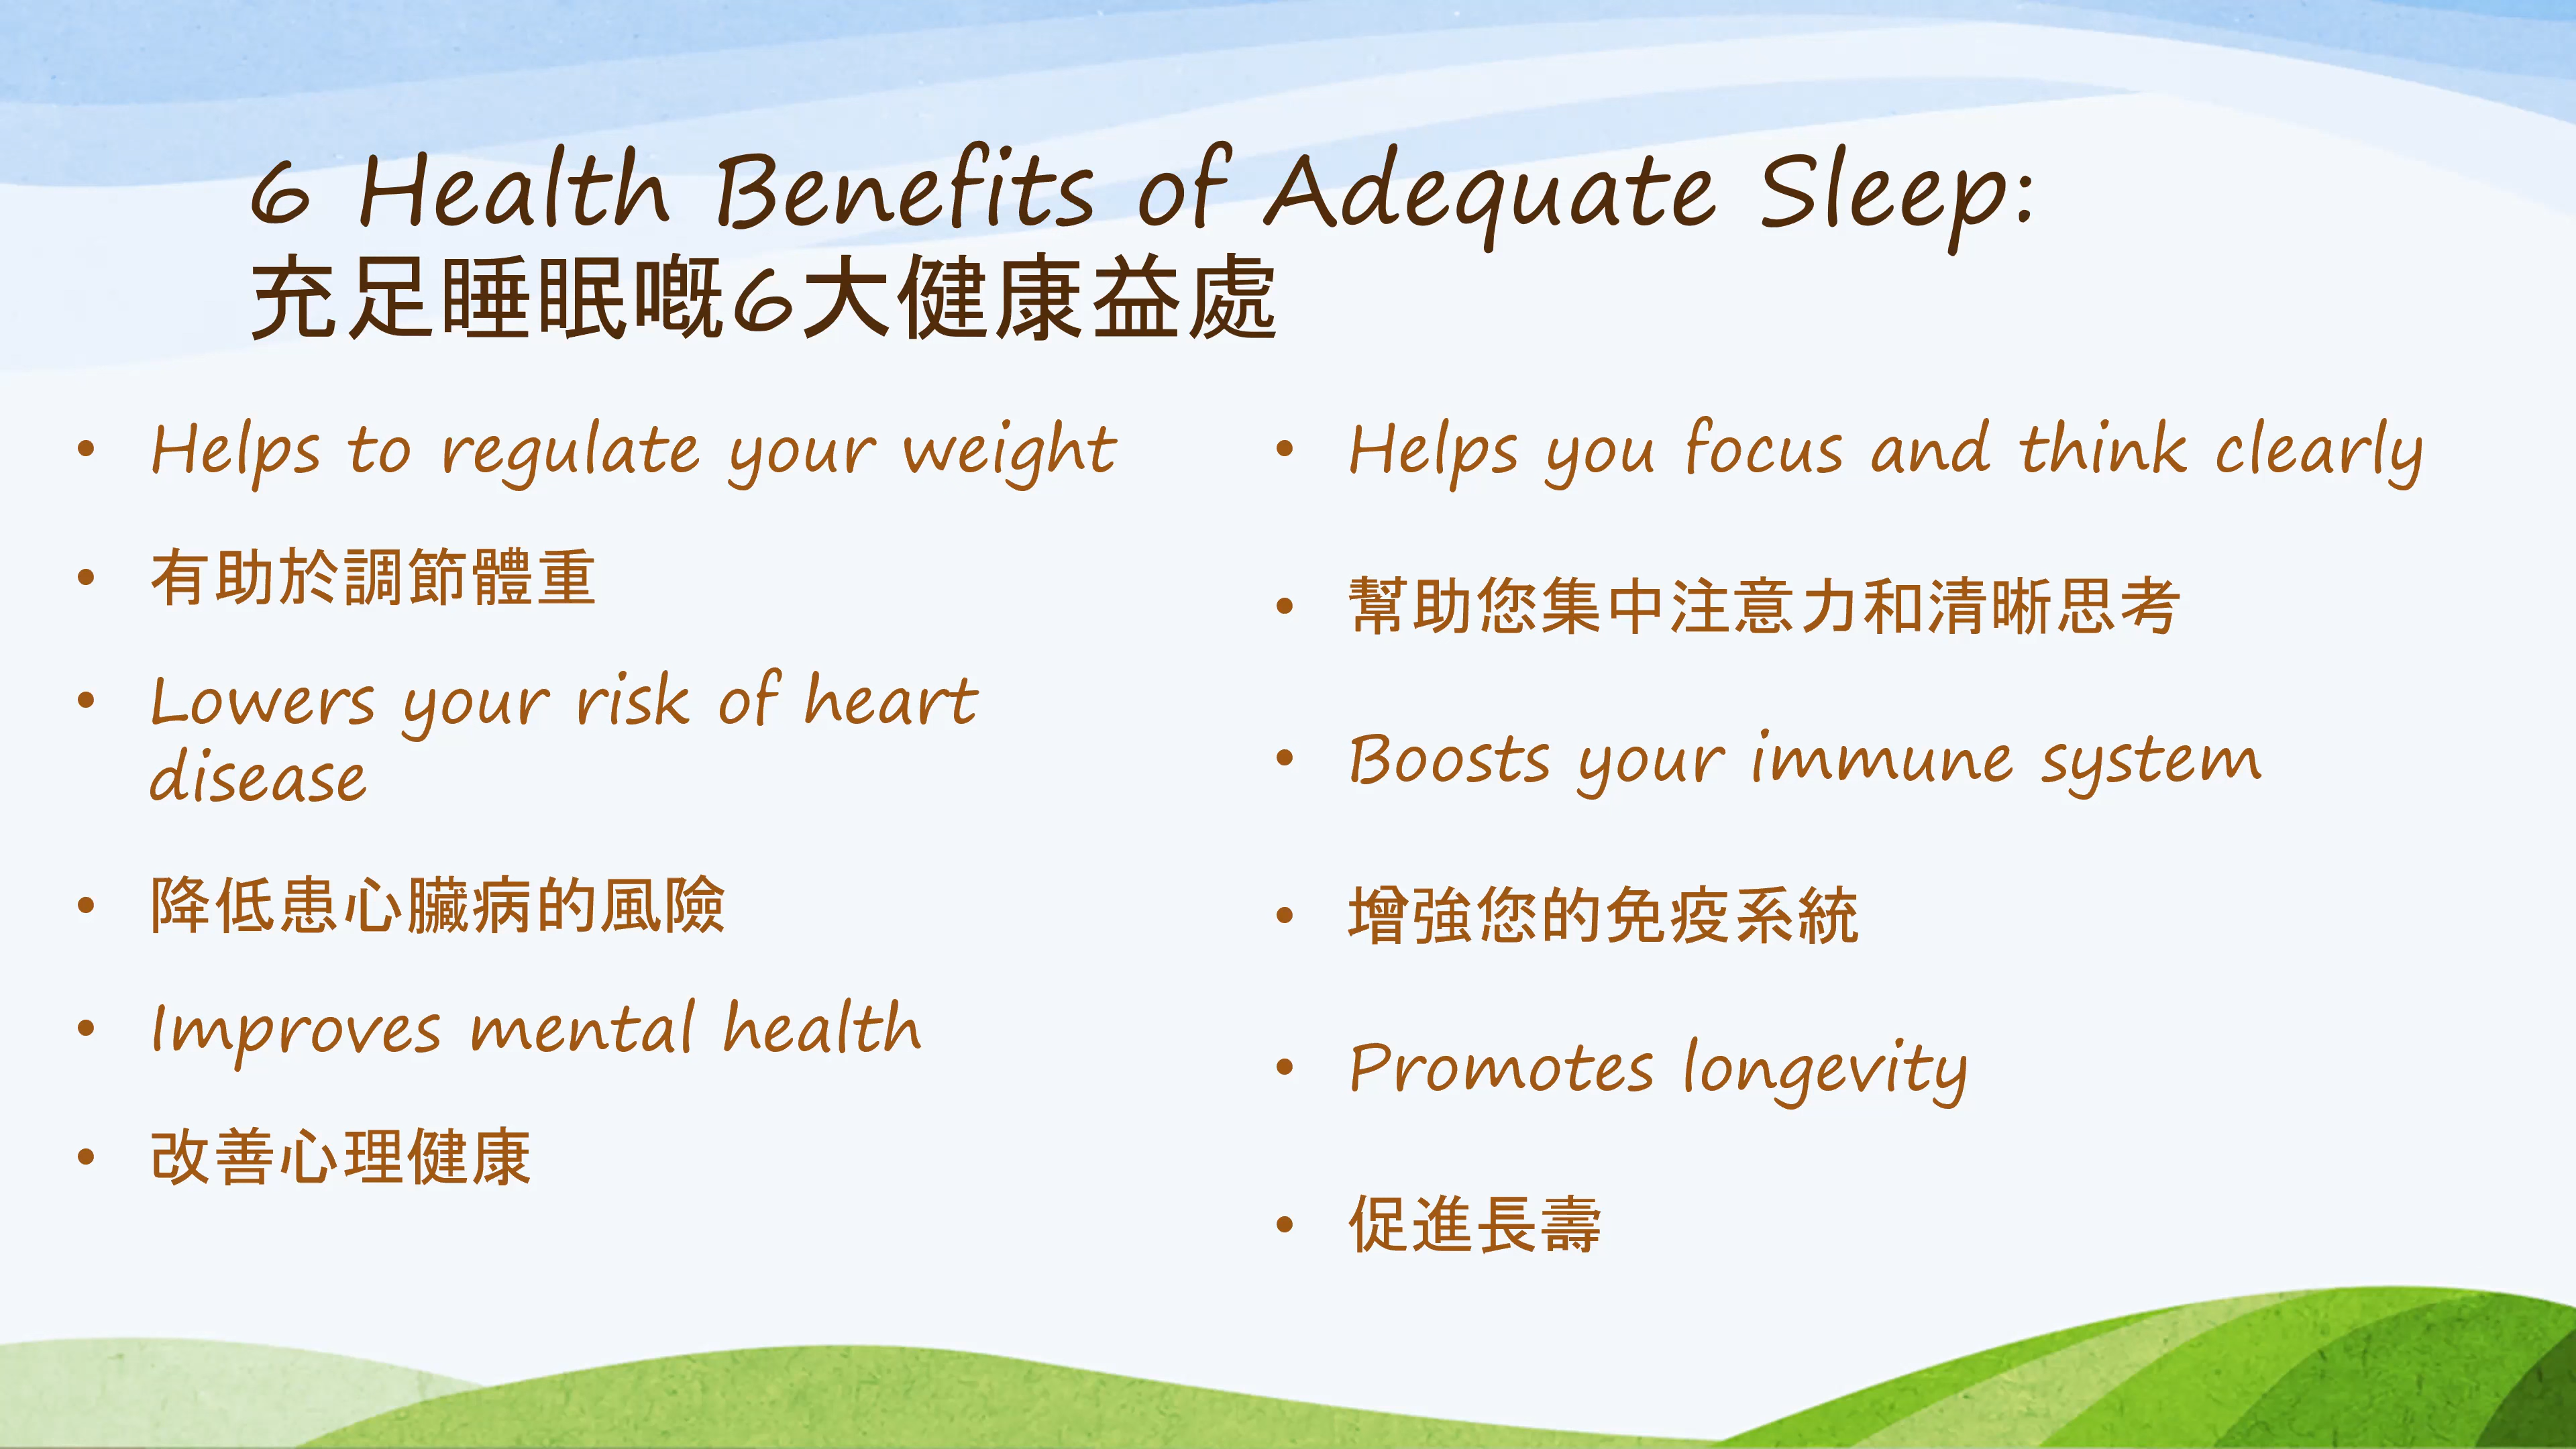 6 Health Benefits of Adequate Sleep:
充足睡眠嘅6大健康益處
• Helps to regulate your weight
• 有助於調節體重
• Lowers your risk of heart
disease
• 降低患心臟病的風險
• Improves mental health
• 改善心理健康
• Helps you focus and think clearly
• 幫助您集中注意力和清晰思考
• Boosts your immune system
• 增強您的免疫系統
• Promotes longevity
• 促進長壽